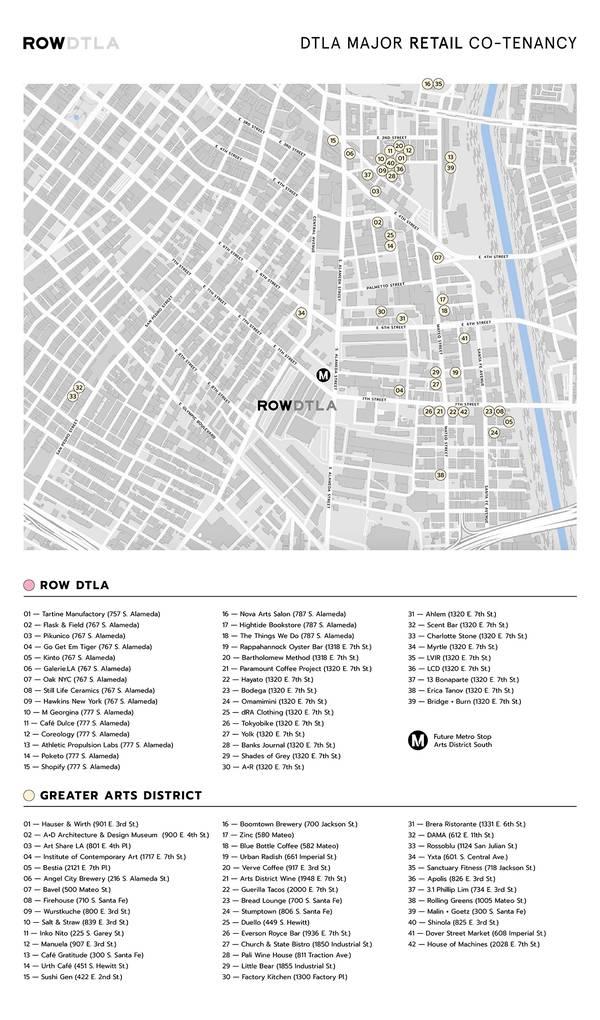 ROWDTLA
DTLA MAJOR RETAIL CO-TENANCY
16 35
E. 3RD STREET
E. 3RD STREET
E. 4TH STREET
E. 4TH STREET
15
06
E. 2ND STREET
20
11 12
10 01
40
09 36
37 28
03
13
39
02
E. 4TH STREET
25
14
CENTRAL AVENUE
07
E. 4TH STREET
E. 4TH STREET
E. 4TH STREET
7TH STREET
S. ALAMEDA STREET
PALMETTO STREET
E. 7TH STREET
E. 7TH STREET
SAN PEDRO STREET
34
30
31
17
18
E. 6TH STREET
E. 6TH STREET
MATEO STREET
41
SANTA FE AVENUE
E. 7TH STREET
E. 8TH STREET
S. ALAMEDA STREET
M
29 19
27
32
33
04
7TH STREET
7TH STREET
ROWDTLA
26 21 22 42 23 08
05
24
E. OLYMPIC BOULEVARD
SAN PEDRO STREET
MATEO STREET
38
S. ALAMEDA STREET
SANTA FE AVENUE
ROW DTLA
01 — Tartine Manufactory (757 S. Alameda)
02 — Flask & Field (767 S. Alameda)
03 — Pikunico (767 S. Alameda)
04 — Go Get Em Tiger (767 S. Alameda)
05 — Kinto (767 S. Alameda)
06 — Galerie.LA (767 S. Alameda)
07 — Oak NYC (767 S. Alameda)
08 — Still Life Ceramics (767 S. Alameda)
09 — Hawkins New York (767 S. Alameda)
10 — M Georgina (777 S. Alameda)
11 — Café Dulce (777 S. Alameda)
12 — Coreology (777 S. Alameda)
13 — Athletic Propulsion Labs (777 S. Alameda)
14 — Poketo (777 S. Alameda)
15 — Shopify (777 S. Alameda)
16 — Nova Arts Salon (787 S. Alameda)
17 — Hightide Bookstore (787 S. Alameda)
18 — The Things We Do (787 S. Alameda)
19 — Rappahannock Oyster Bar (1318 E. 7th St.)
20 — Bartholomew Method (1318 E. 7th St.)
21 — Paramount Coffee Project (1320 E. 7th St.)
22 — Hayato (1320 E. 7th St.)
23 — Bodega (1320 E. 7th St.)
24 — Omamimini (1320 E. 7th St.)
25 — dRA Clothing (1320 E. 7th St.)
26 — Tokyobike (1320 E. 7th St.)
27 — Yolk (1320 E. 7th St.)
28 — Banks Journal (1320 E. 7th St.)
29 — Shades of Grey (1320 E. 7th St.)
30 — A+R (1320 E. 7th St.)
31 — Ahlem (1320 E. 7th St.)
32 — Scent Bar (1320 E. 7th St.)
33 — Charlotte Stone (1320 E. 7th St.)
34 — Myrtle (1320 E. 7th St.)
35 — LVIR (1320 E. 7th St.)
36 — LCD (1320 E. 7th St.)
37 — 13 Bonaparte (1320 E. 7th St.)
38 — Erica Tanov (1320 E. 7th St.)
39 — Bridge + Burn (1320 E. 7th St.)
M
Future Metro Stop
Arts District South
GREATER ARTS DISTRICT
01 — Hauser & Wirth (901 E. 3rd St.)
02 — A+D Architecture & Design Museum (900 E. 4th St.)
03 — Art Share LA (801 E. 4th Pl.)
04 — Institute of Contemporary Art (1717 E. 7th St.)
05 — Bestia (2121 E. 7th Pl.)
06 — Angel City Brewery (216 S. Alameda St.)
07 — Bavel (500 Mateo St.)
08 — Firehouse (710 S. Santa Fe)
09 — Wurstkuche (800 E. 3rd St.)
10 — Salt & Straw (839 E. 3rd St.)
11 — Inko Nito (225 S. Garey St.)
12 — Manuela (907 E. 3rd St.)
13 — Café Gratitude (300 S. Santa Fe)
14 — Urth Café (451 S. Hewitt St.)
15 — Sushi Gen (422 E. 2nd St.)
16 — Boomtown Brewery (700 Jackson St.)
17 — Zinc (580 Mateo)
18 — Blue Bottle Coffee (582 Mateo)
19 — Urban Radish (661 Imperial St.)
20 — Verve Coffee (917 E. 3rd St.)
21 — Arts District Wine (1948 E. 7th St.)
22 — Guerilla Tacos (2000 E. 7th St.)
23 — Bread Lounge (700 S. Santa Fe)
24 — Stumptown (806 S. Santa Fe)
25 — Duello (449 S. Hewitt)
26 — Everson Royce Bar (1936 E. 7th St.)
27 — Church & State Bistro (1850 Industrial St.)
28 — Pali Wine House (811 Traction Ave.)
29 — Little Bear (1855 Industrial St.)
30 — Factory Kitchen (1300 Factory Pl.)
31 — Brera Ristorante (1331 E. 6th St.)
32 — DAMA (612 E. 11th St.)
33 — Rossoblu (1124 San Julian St.)
34 — Yxta (601. S. Central Ave.)
35 — Sanctuary Fitness (718 Jackson St.)
36 — Apolis (826 E. 3rd St.)
37 — 3.1 Phillip Lim (734 E. 3rd St.)
38 — Rolling Greens (1005 Mateo St.)
39 — Malin + Goetz (300 S. Santa Fe)
40 — Shinola (825 E. 3rd St.)
41 — Dover Street Market (608 Imperial St.)
42 — House of Machines (2028 E. 7th St.)